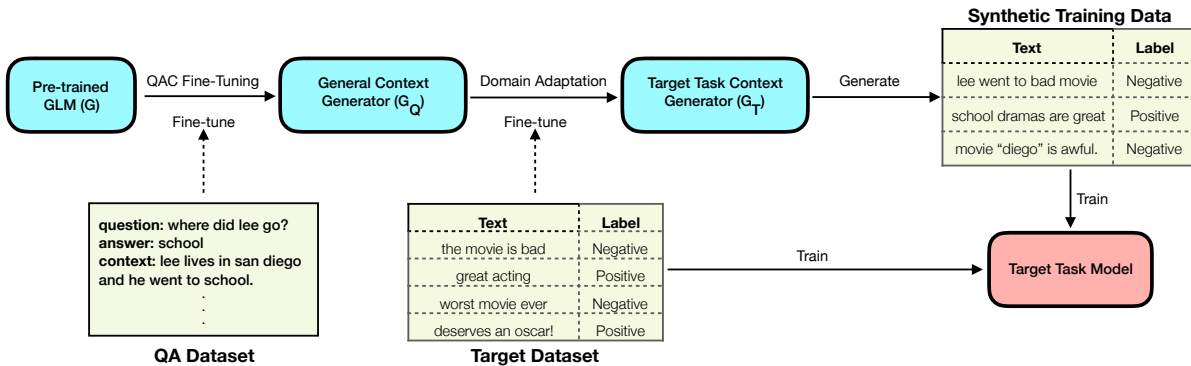 Synthetic Training Data
Text Label
lee went to bad movie Negative
school dramas are great Positive
movie “diego” is awful. Negative
Pre-trained
GLM (G)
QAC Fine-Tuning
Fine-tune
General Context
Generator (GQ)
Domain Adaptation
Fine-tune
Target Task Context
Generator (GT)
Generate
question: where did lee go?
answer: school
context: lee lives in san diego
and he went to school.
.
.
.
QA Dataset
Text Label
the movie is bad Negative
great acting Positive
worst movie ever Negative
deserves an oscar! Positive
Target Dataset
Train
Train
Target Task Model